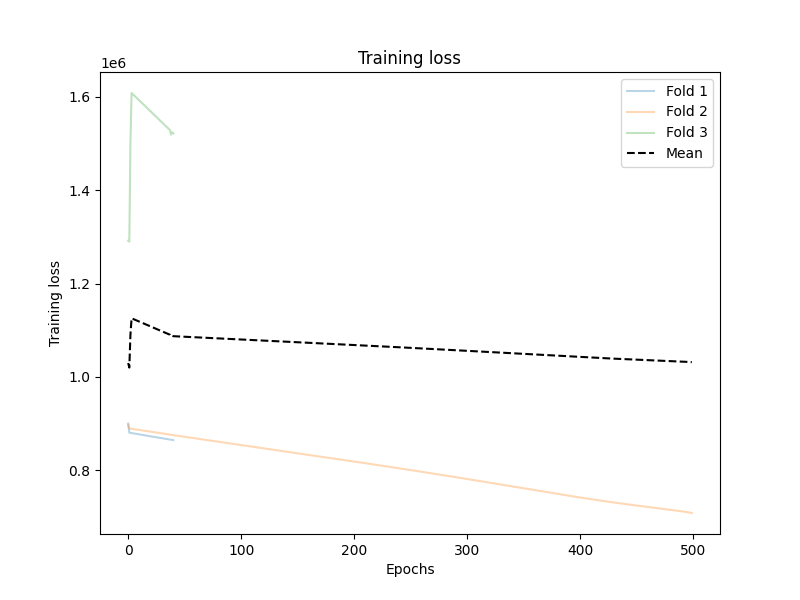 Training loss
1e6
1.6
1.4
1.2
1.0
0.8
Training loss
Fold 1
Fold 2
Fold 3
Mean
0
100
200
300
400
500
Epochs